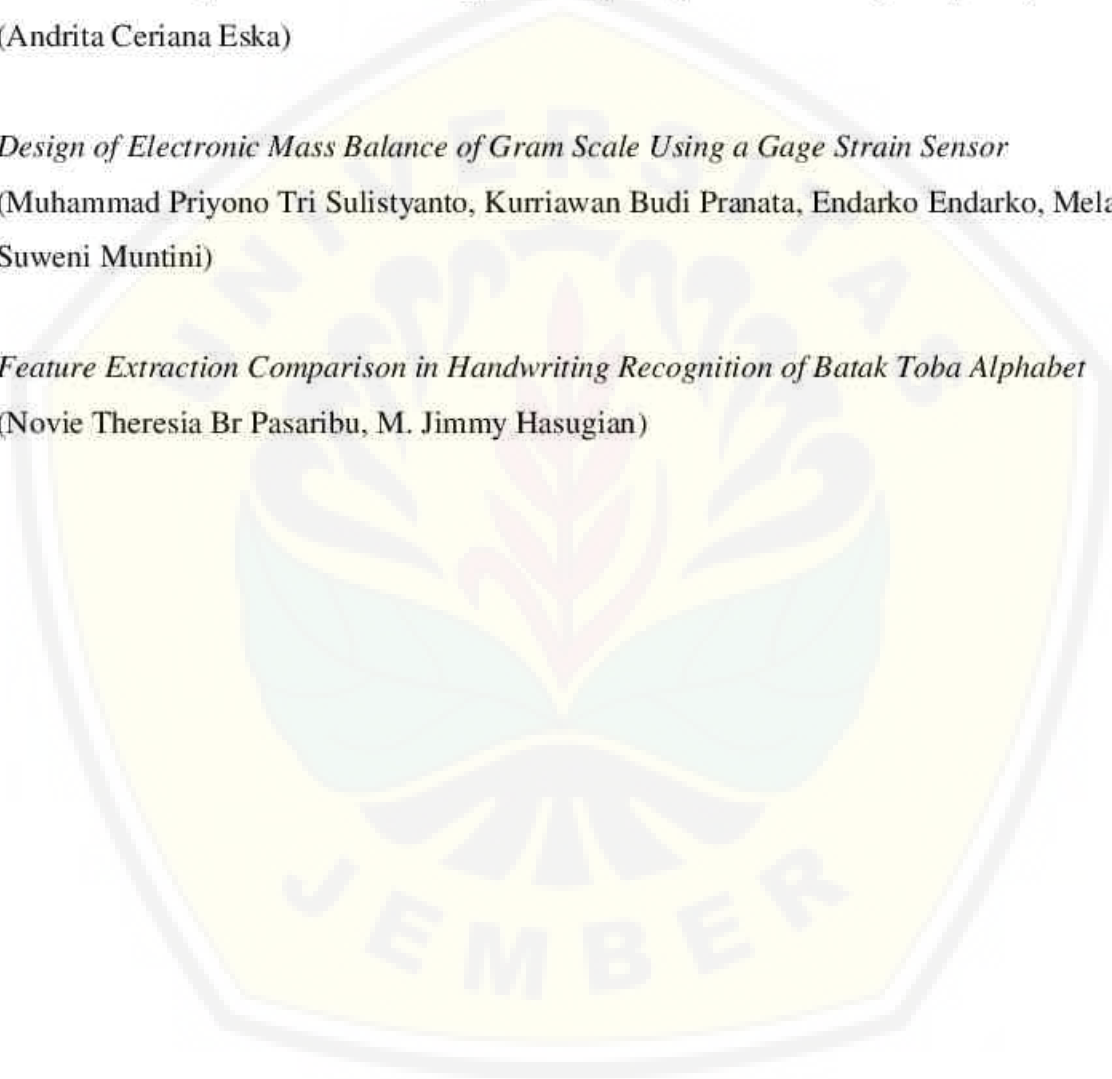 (Andrita Ceriana Eska)
Design of Electronic Mass Balance of Gram Scale Using a Gage Strain Sensor
(Muhammad Priyono Tri Sulistyanto, Kurriawan Budi Pranata, Endarko Endarko, Mela
Suweni Muntini)
Feature Extraction Comparison in Handwriting Recognition of Batak Toba Alphabet
(Novie Theresia Br Pasaribu, M. Jimmy Hasugian)
UNIVERSITAS
JEMBER